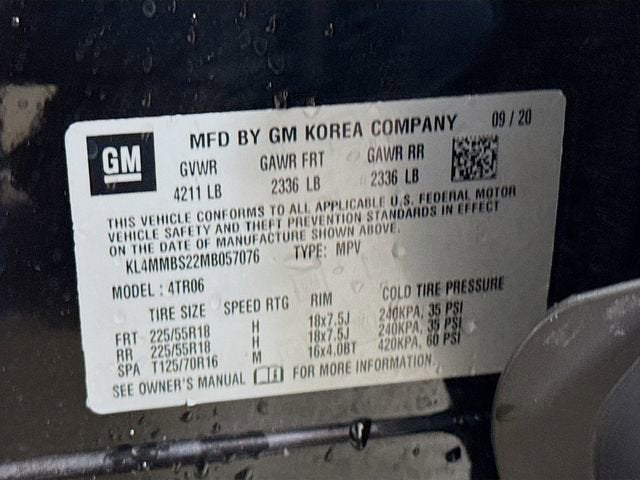 GM
MFD BY GM KOREA COMPANY 09 / 20
GVWR GAWR FRT GAWR RR
4211 LB 2336 LB 2336 LB
THIS VEHICLE CONFORMS TO ALL APPLICABLE U.S. FEDERAL MOTOR
VEHICLE SAFETY AND THEFT PREVENTION STANDARDS IN EFFECT
ON THE DATE OF MANUFACTURE SHOWN ABOVE.
KL4MMBS22MB057076 TYPE: MPV
MODEL : 4TR06
TIRE SIZE SPEED RTG RIM COLD TIRE PRESSURE
FRT 225/55R18 H 18x7.5J 240KPA, 35 PSI
RR 225/55R18 H 18x7.5J 240KPA, 35 PSI
SPA T125/70R16 M 16x4.0BT 420KPA, 60 PSI
SEE OWNER'S MANUAL FOR MORE INFORMATION.